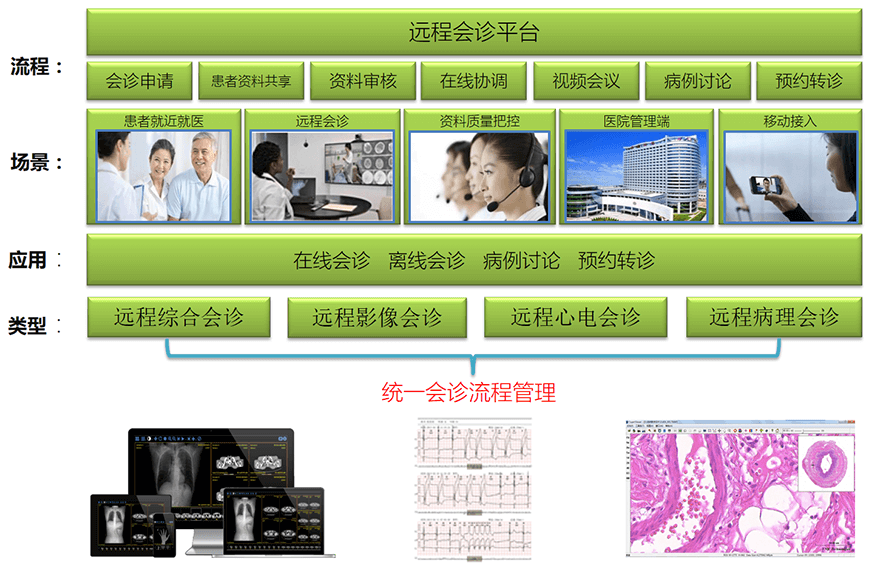 远程会诊平台
流程：
会诊申请 患者资料共享 资料审核 在线协调 视频会议 病例讨论 预约转诊
场景：
患者就近就医 远程会诊 资料质量把控 医院管理端 移动接入
应用：
在线会诊 离线会诊 病例讨论 预约转诊
类型：
远程综合会诊 远程影像会诊 远程心电会诊 远程病理会诊
统一会诊流程管理